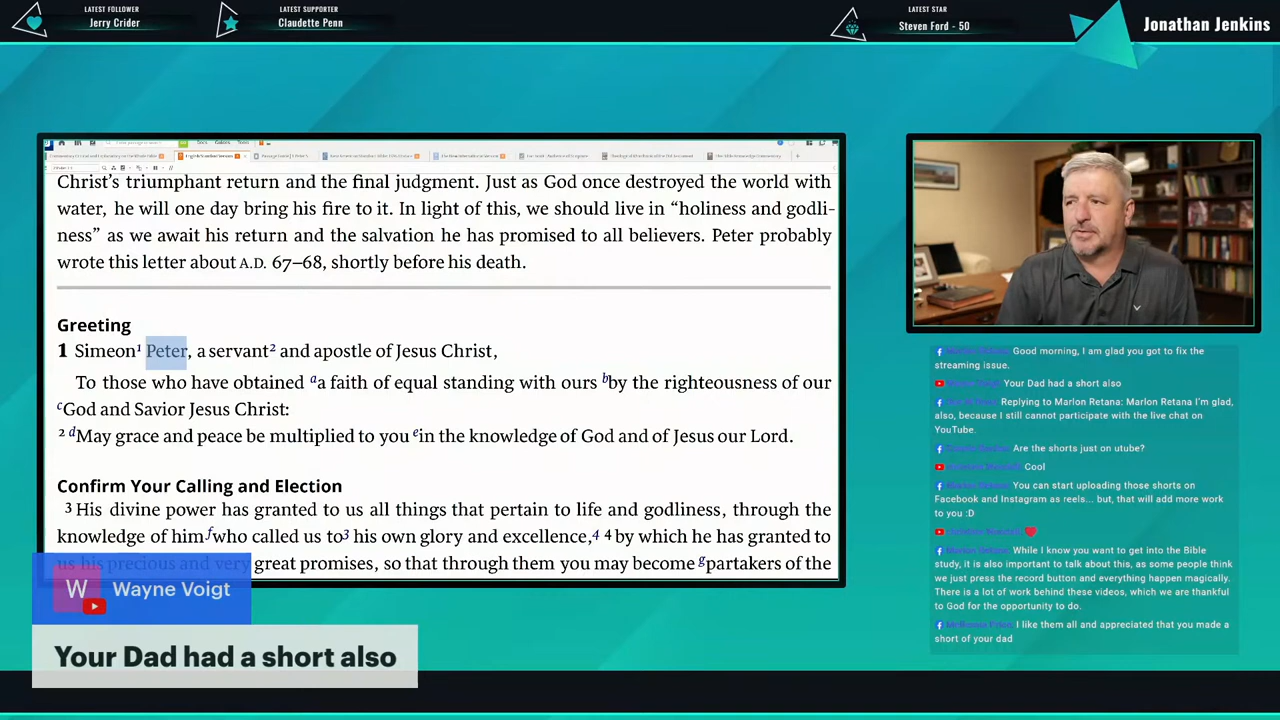 LATEST FOLLOWER
Jerry Crider
LATEST SUPPORTER
Claudette Penn
LATEST STAR
Steven Ford - 50
Jonathan Jenkins
Christ's triumphant return and the final judgment. Just as God once destroyed the world with
water, he will one day bring his fire to it. In light of this, we should live in “holiness and godli-
ness” as we await his return and the salvation he has promised to all believers. Peter probably
wrote this letter about A.D. 67–68, shortly before his death.
Greeting
1 Simeon¹ Peter, a servant² and apostle of Jesus Christ,
To those who have obtained ᵃa faith of equal standing with ours ᵇby the righteousness of our
ᶜGod and Savior Jesus Christ:
² ᵈMay grace and peace be multiplied to you ᵉin the knowledge of God and of Jesus our Lord.
Confirm Your Calling and Election
³ His divine power has granted to us all things that pertain to life and godliness, through the
knowledge of him ᶠwho called us to³ his own glory and excellence,⁴ 4 by which he has granted to
us his precious and very great promises, so that through them you may become ᵍpartakers of the
W Wayne Voigt
Your Dad had a short also
Good morning, I am glad you got to fix the
streaming issue.
Your Dad had a short also
Replying to Marlon Retana: Marlon Retana I'm glad,
also, because I still cannot participate with the live chat on
YouTube.
Are the shorts just on utube?
Cool
You can start uploading those shorts on
Facebook and Instagram as reels... but, that will add more work
to you :D
While I know you want to get into the Bible
study, it is also important to talk about this, as some people think
we just press the record button and everything happen magically.
There is a lot of work behind these videos, which we are thankful
to God for the opportunity to do.
I like them all and appreciated that you made a
short of your dad